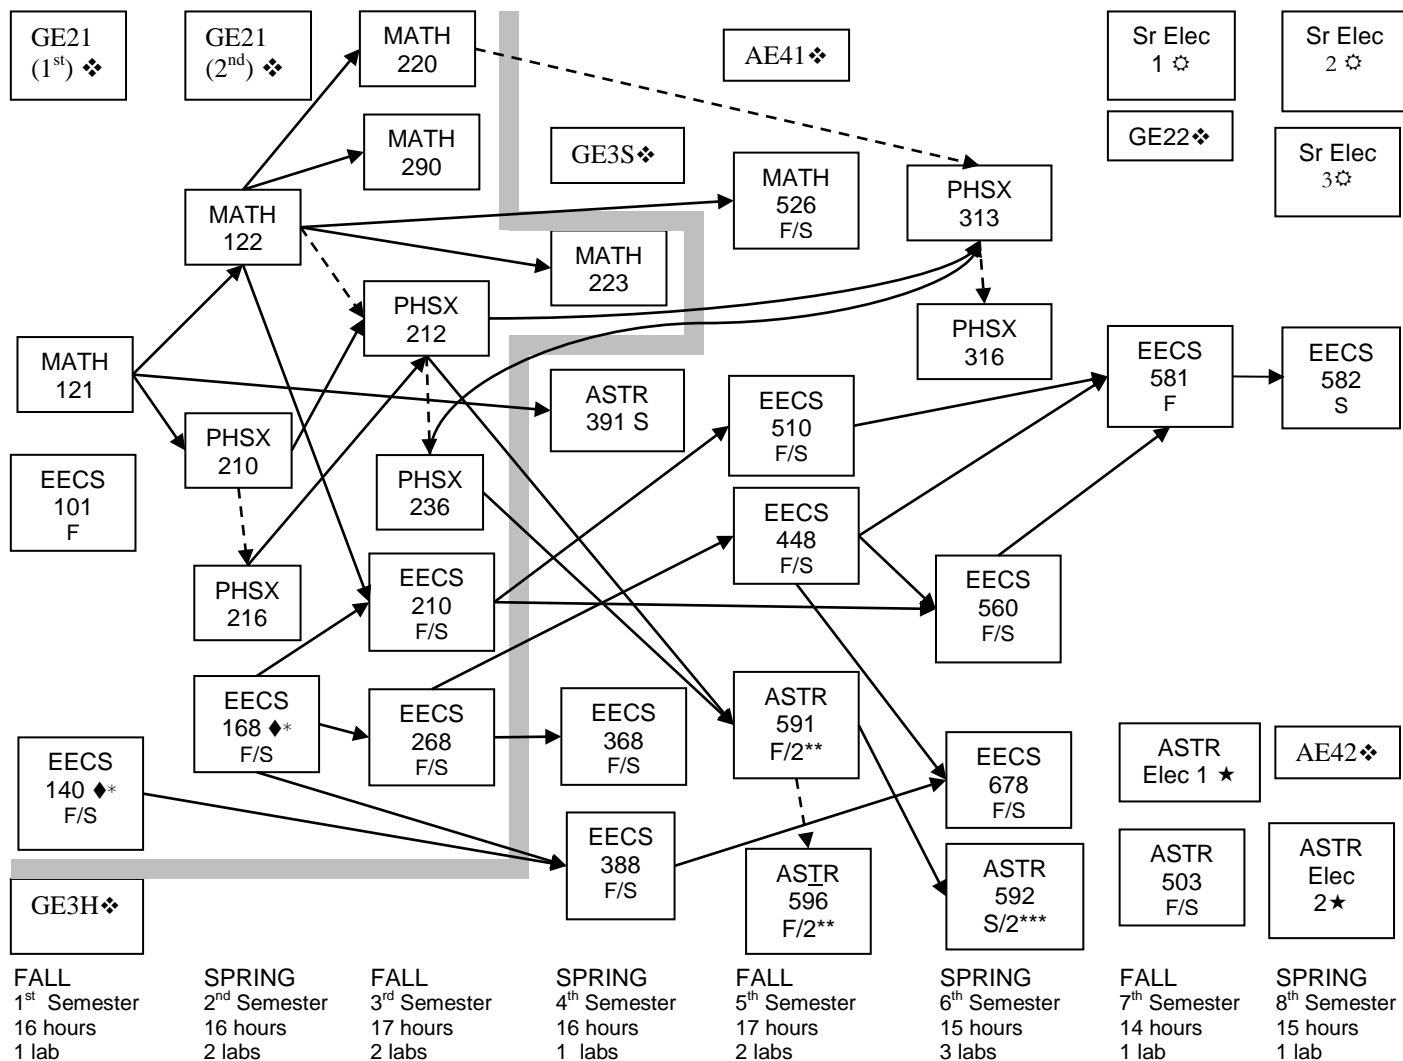 GE21
(1st) ❖
GE21
(2nd) ❖
MATH
220
AE41❖
Sr Elec
1 ☼
Sr Elec
2 ☼
MATH
290
GE3S❖
GE22❖
Sr Elec
3☼
MATH
122
MATH
526
F/S
PHSX
313
MATH
223
PHSX
212
PHSX
316
MATH
121
ASTR
391 S
EECS
581
F
EECS
582
S
PHSX
210
EECS
510
F/S
EECS
101
F
PHSX
236
EECS
448
F/S
PHSX
216
EECS
210
F/S
EECS
560
F/S
EECS
168 ♦*
F/S
EECS
268
F/S
EECS
368
F/S
ASTR
591
F/2**
EECS
140 ♦*
F/S
EECS
678
F/S
ASTR
Elec 1 ★
AE42❖
EECS
388
F/S
ASTR
596
F/2**
ASTR
592
S/2***
ASTR
503
F/S
ASTR
Elec
2★
GE3H❖
FALL
1st Semester
16 hours
1 lab
SPRING
2nd Semester
16 hours
2 labs
FALL
3rd Semester
17 hours
2 labs
SPRING
4th Semester
16 hours
1 labs
FALL
5th Semester
17 hours
2 labs
SPRING
6th Semester
15 hours
3 labs
FALL
7th Semester
14 hours
1 lab
SPRING
8th Semester
15 hours
1 lab